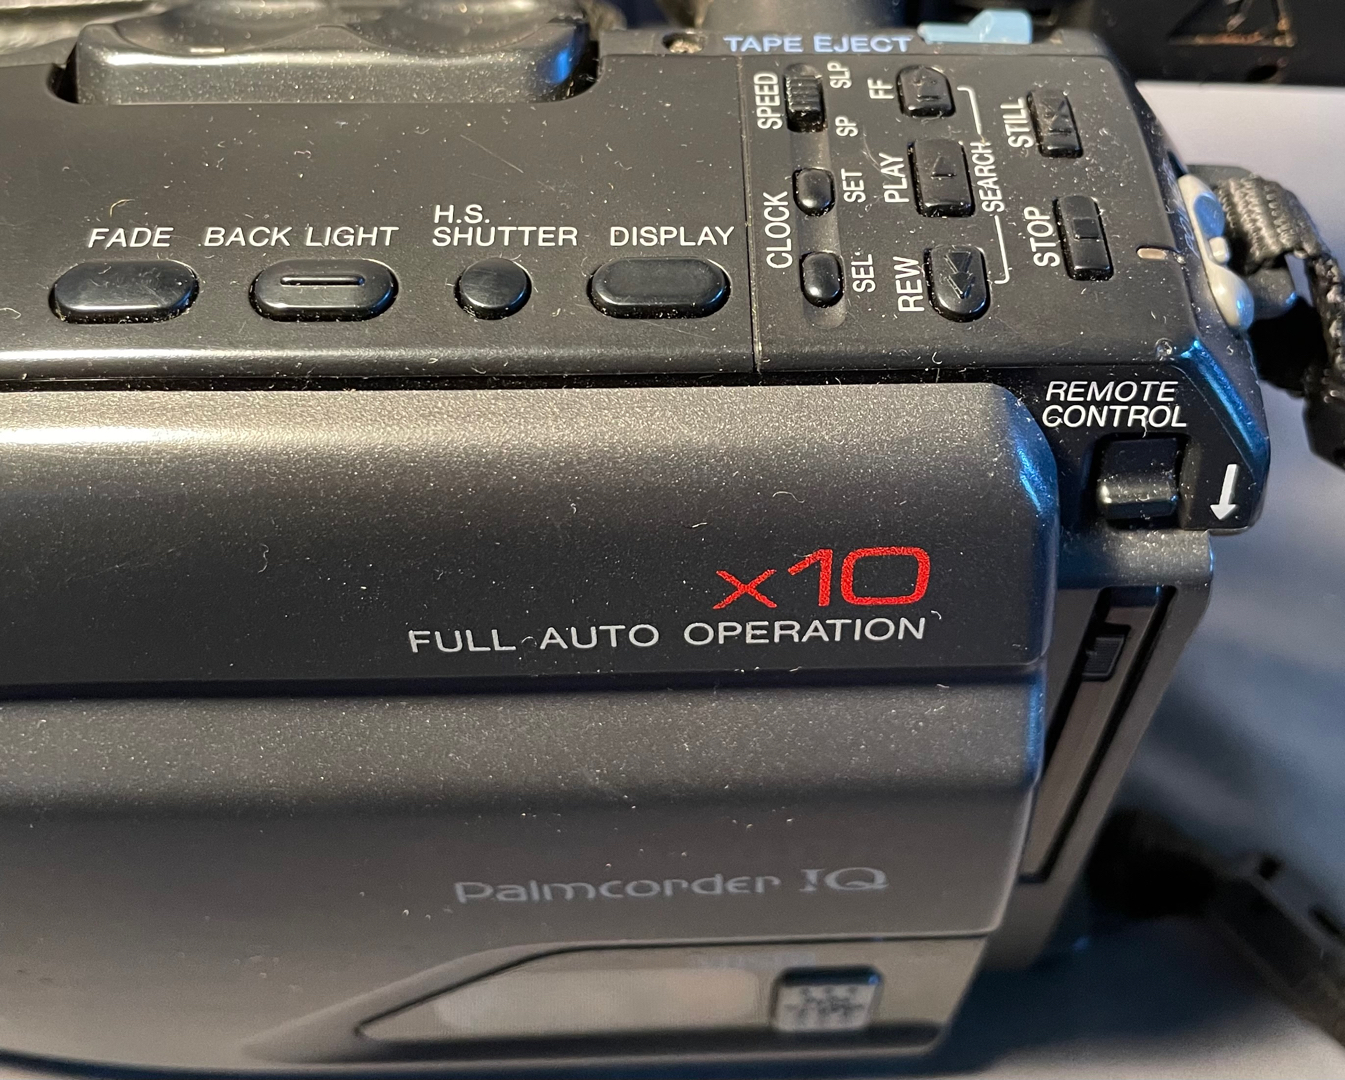 TAPE EJECT
SPEED
SLP
SP
FF
STILL
PLAY
SEARCH
CLOCK
SET
SEL
REW
STOP
FADE
BACK LIGHT
H.S.
SHUTTER
DISPLAY
REMOTE
CONTROL
x10
FULL AUTO OPERATION
Palmcorder IQ